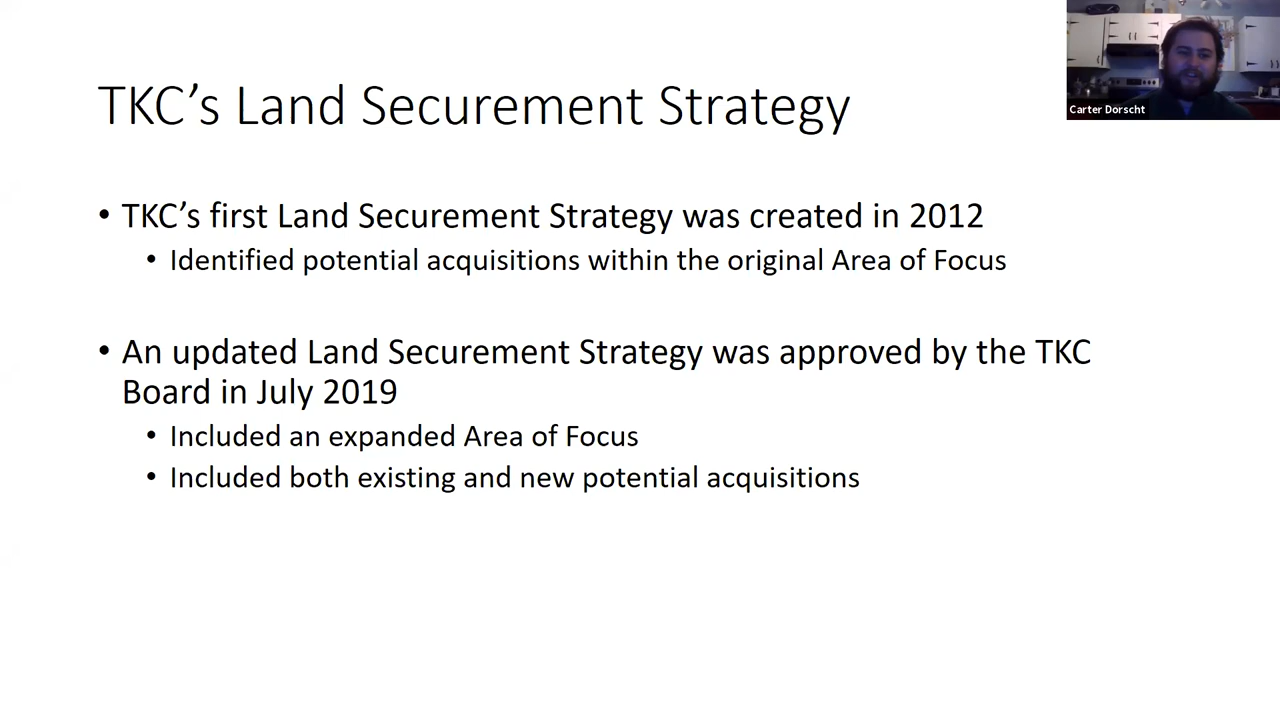 TKC’s Land Securement Strategy
Carter Dorscht
• TKC’s first Land Securement Strategy was created in 2012
• Identified potential acquisitions within the original Area of Focus
• An updated Land Securement Strategy was approved by the TKC
Board in July 2019
• Included an expanded Area of Focus
• Included both existing and new potential acquisitions